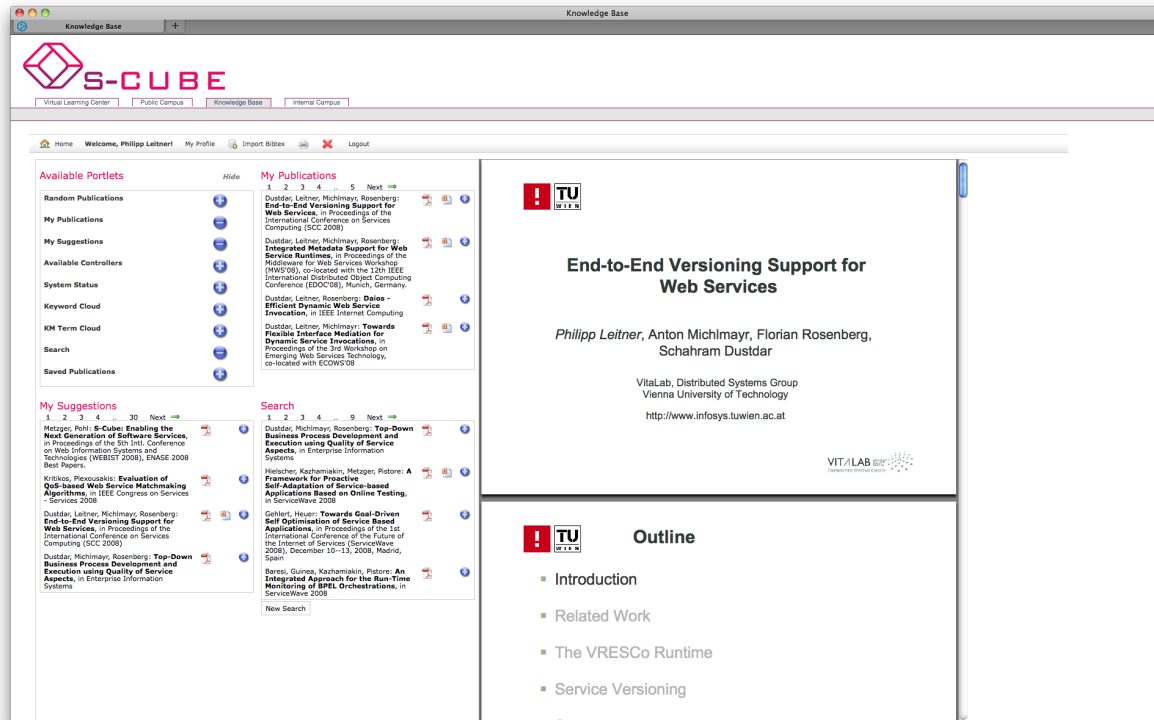 Knowledge Base
Knowledge Base
+
S-CUBE
Virtual Learning Center
Public Campus
Knowledge Base
Internal Campus
Home
Welcome, Philipp Leitner!
My Profile
Import Bibtex
Logout
Available Portlets
Hide
Random Publications
My Publications
My Suggestions
Available Controllers
System Status
Keyword Cloud
KM Term Cloud
Search
Saved Publications
My Publications
1 2 3 4 .. 5 Next
Dustdar, Leitner, Michlmayr, Rosenberg:
End-to-End Versioning Support for
Web Services, in Proceedings of the
International Conference on Services
Computing (SCC 2008)
Dustdar, Leitner, Michlmayr, Rosenberg:
Integrated Metadata Support for Web
Service Runtimes, in Proceedings of the
Middleware for Web Services Workshop
(MWS'08), co-located with the 12th IEEE
International Distributed Object Computing
Conference (EDOC'08), Munich, Germany.
Dustdar, Leitner, Rosenberg: Daios -
Efficient Dynamic Web Service
Invocation, in IEEE Internet Computing
Dustdar, Leitner, Michlmayr: Towards
Flexible Interface Mediation for
Dynamic Service Invocations, in
Proceedings of the 3rd Workshop on
Emerging Web Services Technology,
co-located with ECOWS'08
My Suggestions
1 2 3 4 .. 30 Next
Metzger, Pohl: S-Cube: Enabling the
Next Generation of Software Services,
in Proceedings of the 5th Intl. Conference
on Web Information Systems and
Technologies (WEBIST 2008), ENASE 2008
Best Papers.
Kritikos, Plexousakis: Evaluation of
QoS-based Web Service Matchmaking
Algorithms, in IEEE Congress on Services
- Services 2008
Dustdar, Leitner, Michlmayr, Rosenberg:
End-to-End Versioning Support for
Web Services, in Proceedings of the
International Conference on Services
Computing (SCC 2008)
Dustdar, Michlmayr, Rosenberg: Top-Down
Business Process Development and
Execution using Quality of Service
Aspects, in Enterprise Information
Systems
Search
1 2 3 4 .. 9 Next
Dustdar, Michlmayr, Rosenberg: Top-Down
Business Process Development and
Execution using Quality of Service
Aspects, in Enterprise Information
Systems
Hielscher, Kazhamiakin, Metzger, Pistore: A
Framework for Proactive
Self-Adaptation of Service-based
Applications Based on Online Testing,
in ServiceWave 2008
Gehlert, Heuer: Towards Goal-Driven
Self Optimisation of Service Based
Applications, in Proceedings of the 1st
International Conference of the Future of
the Internet of Services (ServiceWave
2008), December 10--13, 2008, Madrid,
Spain
Baresi, Guinea, Kazhamiakin, Pistore: An
Integrated Approach for the Run-Time
Monitoring of BPEL Orchestrations, in
ServiceWave 2008
New Search
! TU
WIEN
End-to-End Versioning Support for
Web Services
Philipp Leitner, Anton Michlmayr, Florian Rosenberg,
Schahram Dustdar
VitaLab, Distributed Systems Group
Vienna University of Technology
http://www.infosys.tuwien.ac.at
VITALAB
! TU
WIEN
Outline
Introduction
Related Work
The VRESCo Runtime
Service Versioning